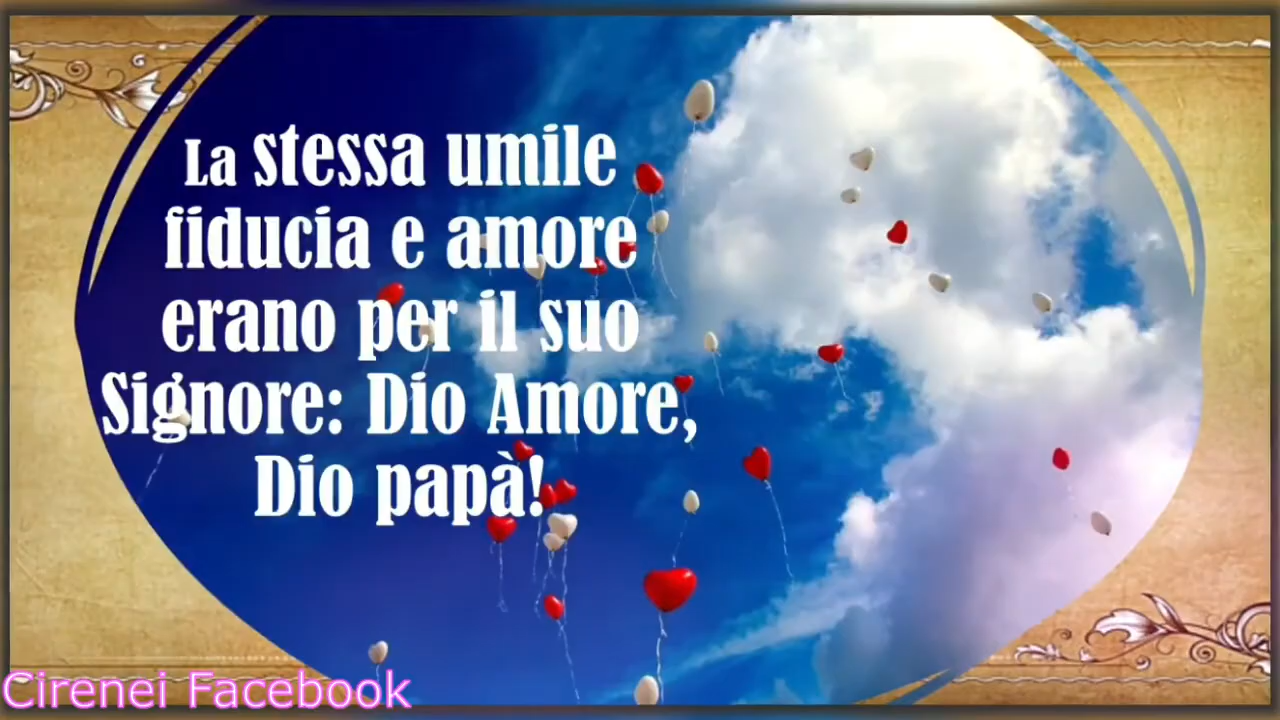 La stessa umile
fiducia e amore
erano per il suo
Signore: Dio Amore,
Dio papà!
Cirenei Facebook